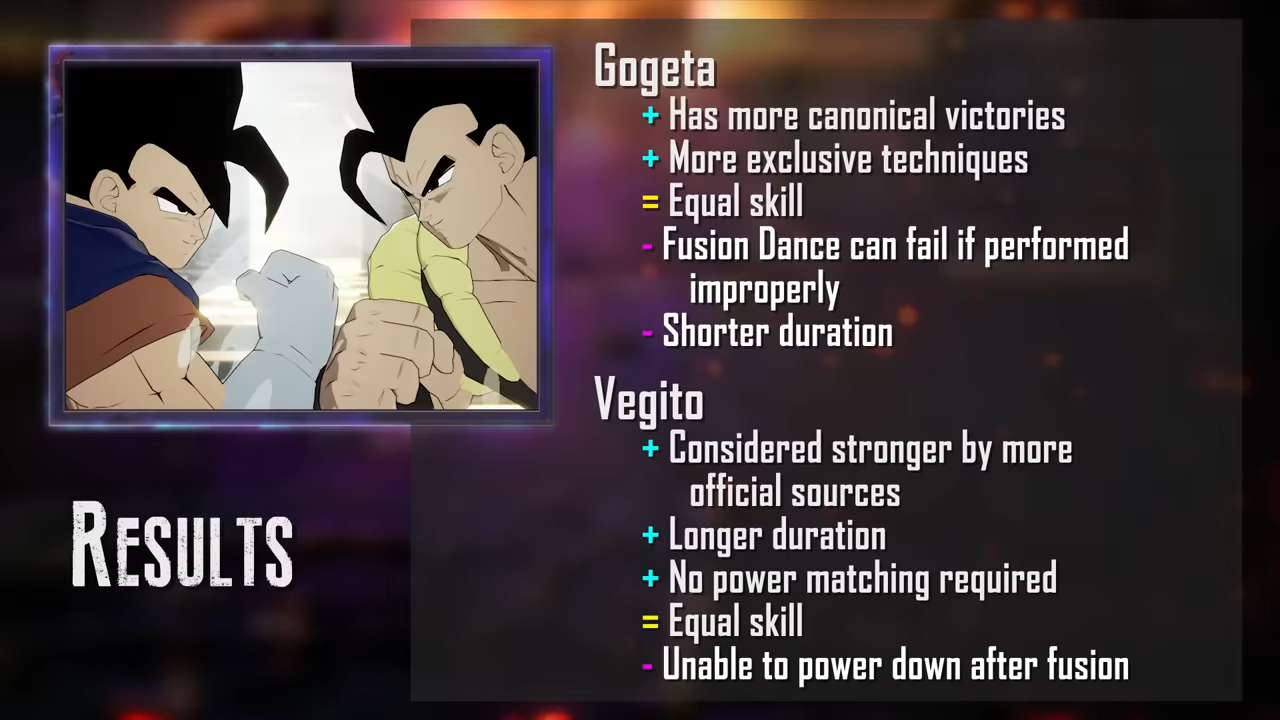 Gogeta
+ Has more canonical victories
+ More exclusive techniques
= Equal skill
- Fusion Dance can fail if performed
improperly
- Shorter duration
Vegito
+ Considered stronger by more
official sources
+ Longer duration
+ No power matching required
= Equal skill
- Unable to power down after fusion
RESULTS